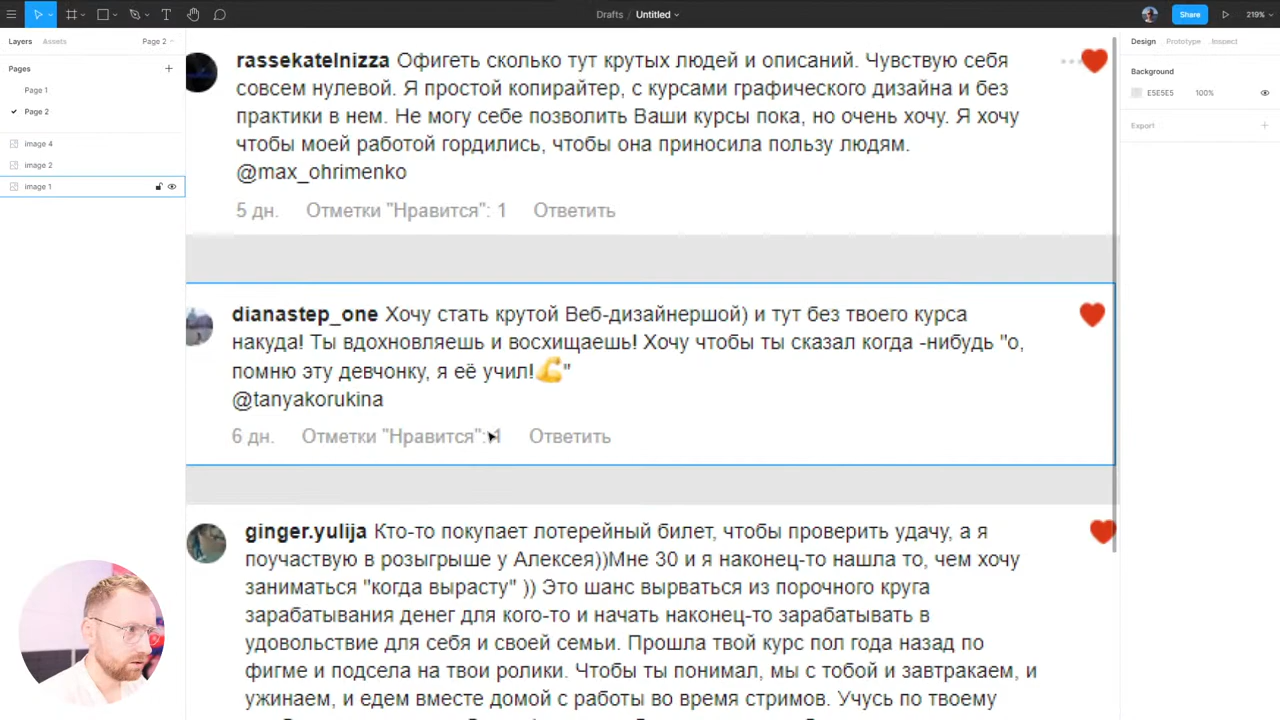 Drafts / Untitled
Share
219%
Layers
Assets
Page 2
Design
Prototype
Inspect
Pages
Page 1
Page 2
image 4
image 2
image 1
Background
E5E5E5
100%
Export
rassekatelnizza Офигеть сколько тут крутых людей и описаний. Чувствую себя
совсем нулевой. Я простой копирайтер, с курсами графического дизайна и без
практики в нем. Не могу себе позволить Ваши курсы пока, но очень хочу. Я хочу
чтобы моей работой гордились, чтобы она приносила пользу людям.
@max_ohrimenko
5 дн. Отметки "Нравится": 1 Ответить
dianastep_one Хочу стать крутой Веб-дизайнершой) и тут без твоего курса
накуда! Ты вдохновляешь и восхищаешь! Хочу чтобы ты сказал когда -нибудь "о,
помню эту девчонку, я её учил!💪"
@tanyakorukina
6 дн. Отметки "Нравится": 1 Ответить
ginger.yulija Кто-то покупает лотерейный билет, чтобы проверить удачу, а я
поучаствую в розыгрыше у Алексея))Мне 30 и я наконец-то нашла то, чем хочу
заниматься "когда вырасту" )) Это шанс вырваться из порочного круга
зарабатывания денег для кого-то и начать наконец-то зарабатывать в
удовольствие для себя и своей семьи. Прошла твой курс пол года назад по
фигме и подсела на твои ролики. Чтобы ты понимал, мы с тобой и завтракаем, и
ужинаем, и едем вместе домой с работы во время стримов. Учусь по твоему